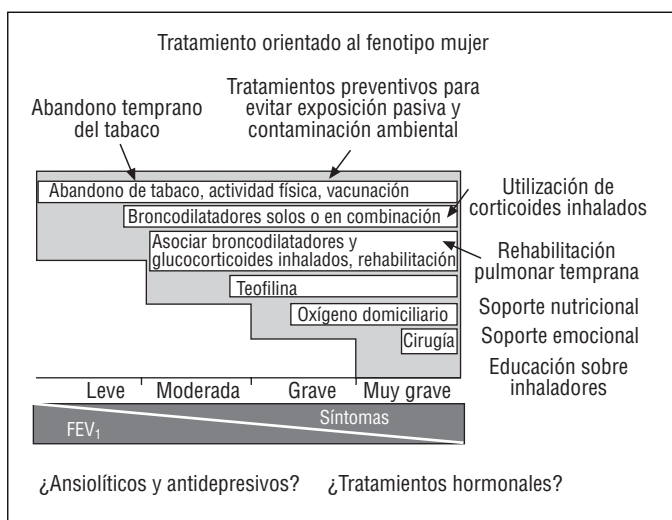 Tratamiento orientado al fenotipo mujer
Abandono temprano
del tabaco
Tratamientos preventivos para
evitar exposición pasiva y
contaminación ambiental
Abandono de tabaco, actividad física, vacunación
Utilización de
corticoides inhalados
Broncodilatadores solos o en combinación
Asociar broncodilatadores y
glucocorticoides inhalados, rehabilitación
Rehabilitación
pulmonar temprana
Teofilina
Oxígeno domiciliario
Soporte nutricional
Cirugía
Soporte emocional
Educación sobre
inhaladores
Leve Moderada Grave Muy grave
FEV₁
Síntomas
¿Ansiolíticos y antidepresivos? ¿Tratamientos hormonales?